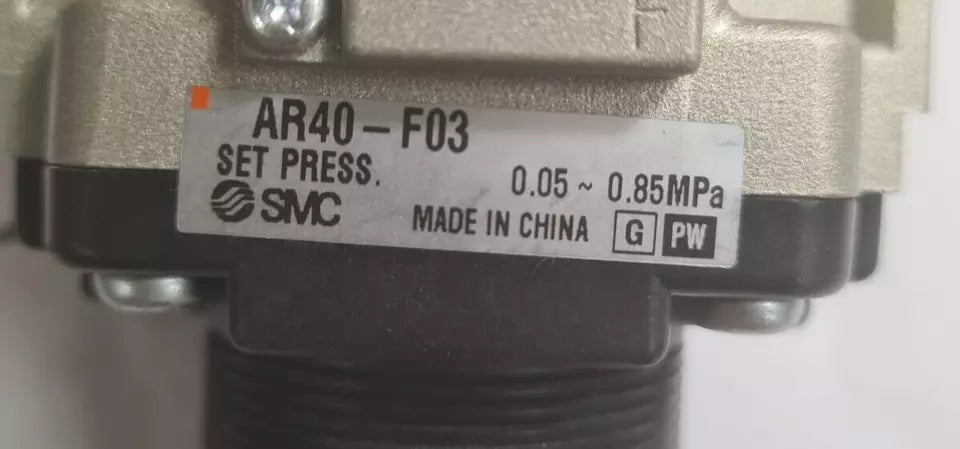 AR40-F03
SET PRESS. 0.05 ~ 0.85MPa
SMC MADE IN CHINA G PW